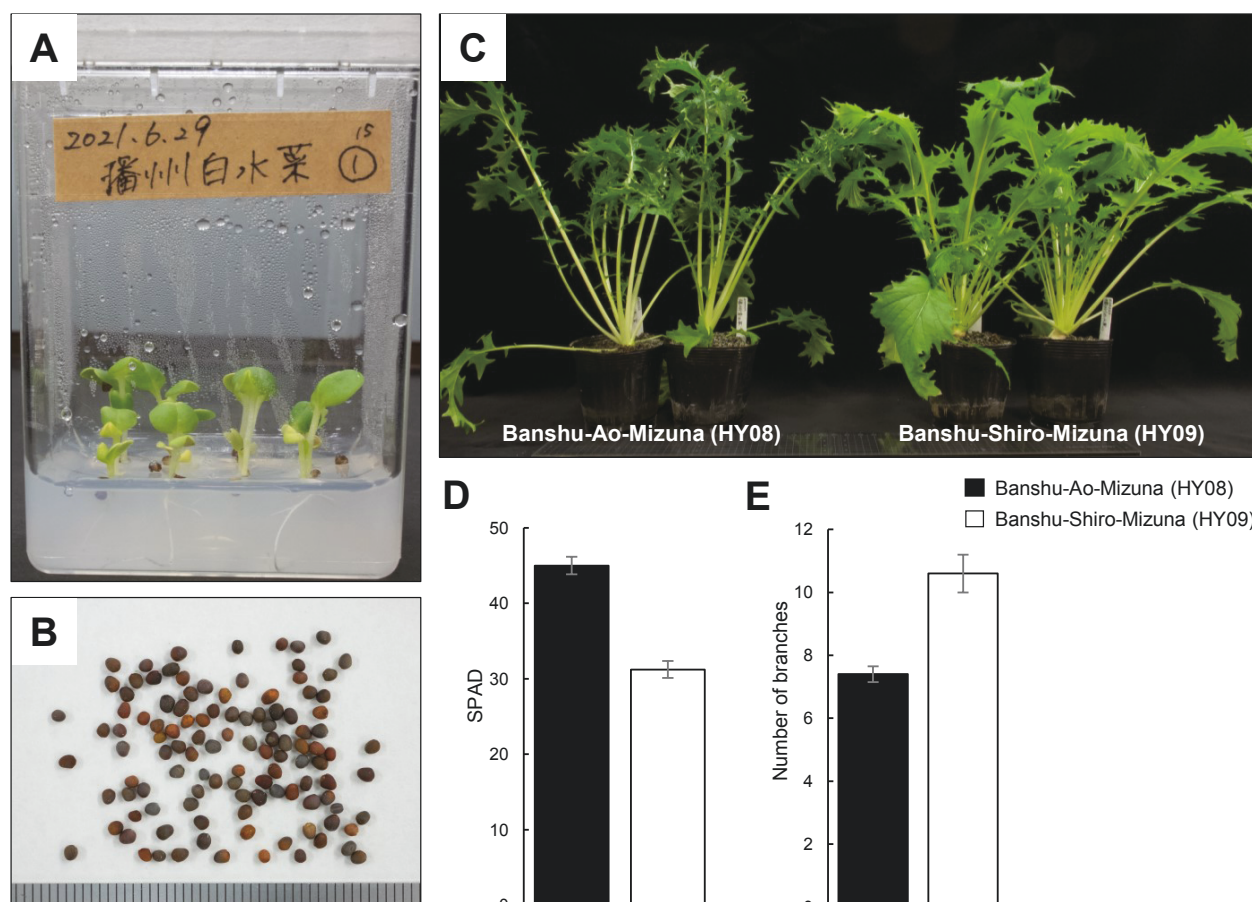 A
2021.6.29
15
播州白水菜 ①
B
C
Banshu-Ao-Mizuna (HY08)
Banshu-Shiro-Mizuna (HY09)
D
SPAD
50
40
30
20
10
E
Banshu-Ao-Mizuna (HY08)
Banshu-Shiro-Mizuna (HY09)
Number of branches
12
10
8
6
4
2